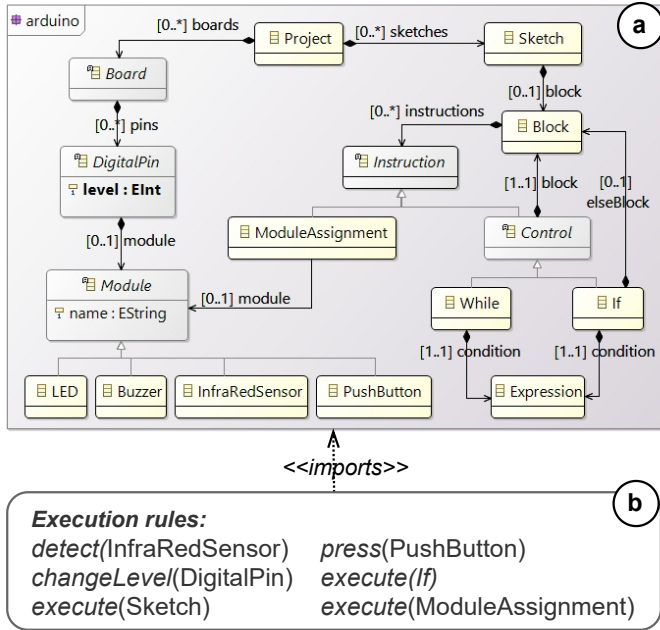 arduino
a
[0..*] boards
Project
[0..*] sketches
Sketch
Board
[0..1] block
[0..*] pins
[0..*] instructions
Block
DigitalPin
Instruction
[1..1] block
[0..1]
elseBlock
level : EInt
[0..1] module
ModuleAssignment
Control
Module
name : EString
[0..1] module
While
If
[1..1] condition
[1..1] condition
LED
Buzzer
InfraRedSensor
PushButton
Expression
<<imports>>
b
Execution rules:
detect(InfraRedSensor) press(PushButton)
changeLevel(DigitalPin) execute(If)
execute(Sketch) execute(ModuleAssignment)